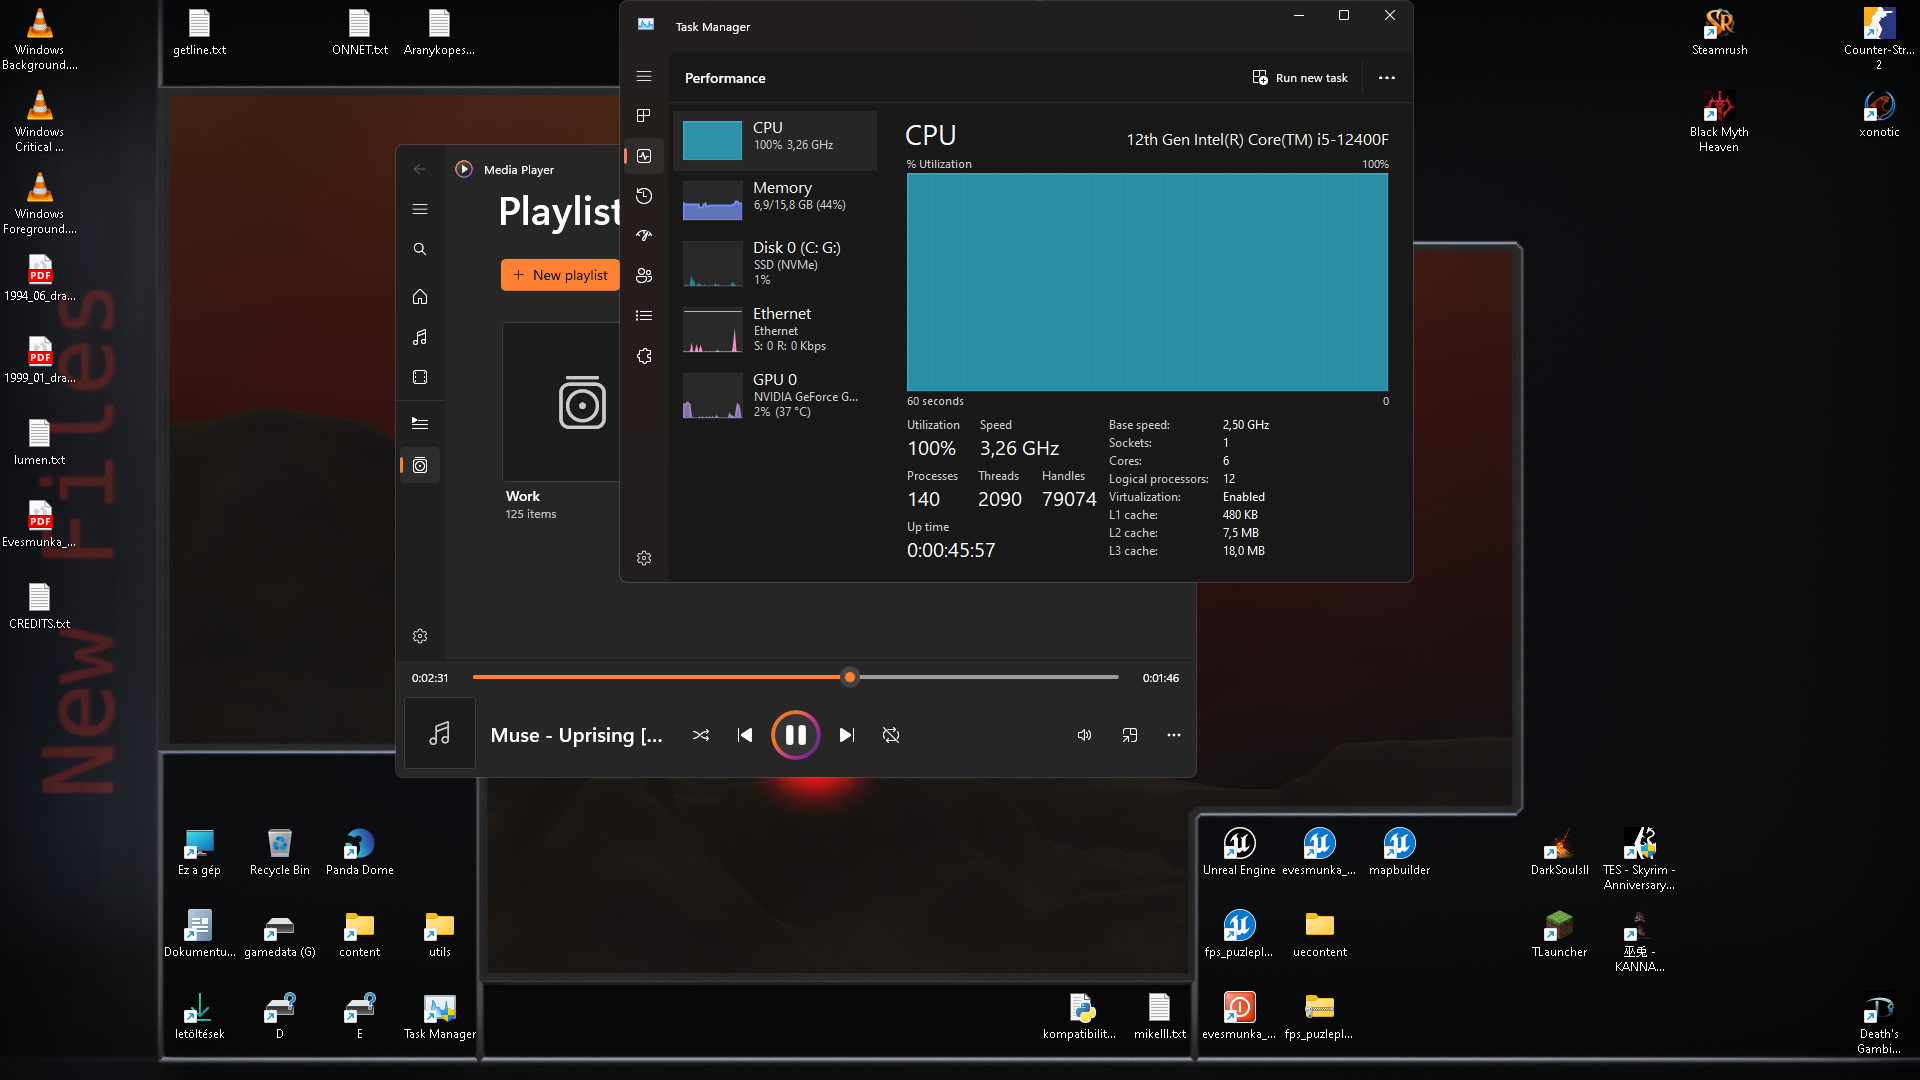 Windows
Background....
Windows
Critical ...
Windows
Foreground....
1994_06_dra...
1999_01_dra...
lumen.txt
Evesmunka_...
CREDITS.txt
New Files
getline.txt
ONNET.txt
Aranykopes...
Media Player
Playlist
New playlist
Work
125 items
0:02:31
0:01:46
Muse - Uprising [...
Task Manager
Performance
Run new task
CPU
100% 3,26 GHz
Memory
6,9/15,8 GB (44%)
Disk 0 (C: G:)
SSD (NVMe)
1%
Ethernet
Ethernet
S: 0 R: 0 Kbps
GPU 0
NVIDIA GeForce G...
2% (37 °C)
CPU
12th Gen Intel(R) Core(TM) i5-12400F
% Utilization
100%
60 seconds
0
Utilization
Speed
100%
3,26 GHz
Processes
Threads
Handles
140
2090
79074
Up time
0:00:45:57
Base speed: 2,50 GHz
Sockets: 1
Cores: 6
Logical processors: 12
Virtualization: Enabled
L1 cache: 480 KB
L2 cache: 7,5 MB
L3 cache: 18,0 MB
Steamrush
Counter-Str...
2
Black Myth
Heaven
xonotic
Ez a gép
Recycle Bin
Panda Dome
Dokumentu...
gamedata (G)
content
utils
letöltések
D
E
Task Manager
kompatibilit...
mikelll.txt
Unreal Engine
evesmunka_...
mapbuilder
fps_puzlepl...
uecontent
evesmunka_...
fps_puzlepl...
DarkSoulsII
TES - Skyrim -
Anniversary...
TLauncher
巫兎 -
KANNA...
Death's
Gambi...
PDF
PDF
PDF